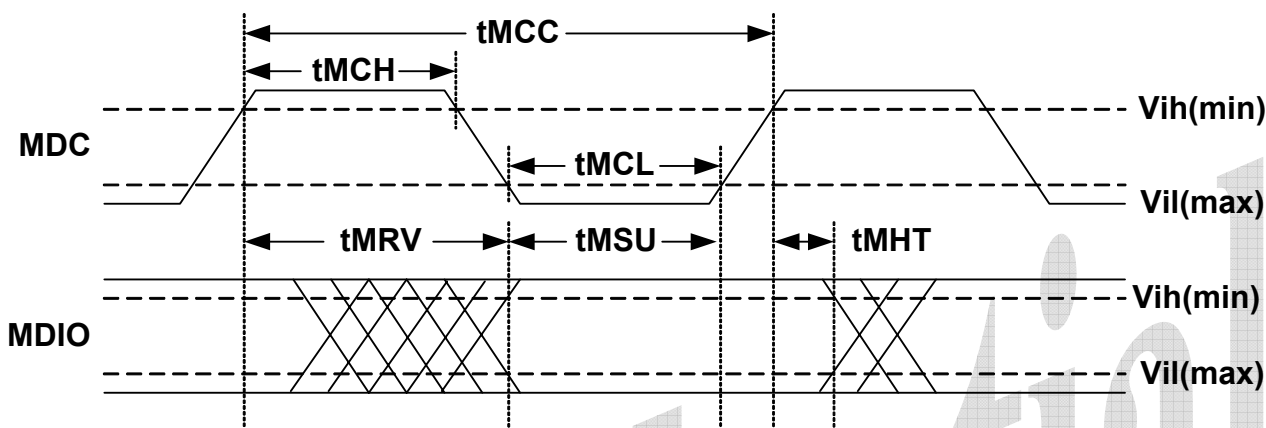 tMCC
tMCH
Vih(min)
MDC
tMCL
Vil(max)
tMRV tMSU tMHT
Vih(min)
MDIO
Vil(max)